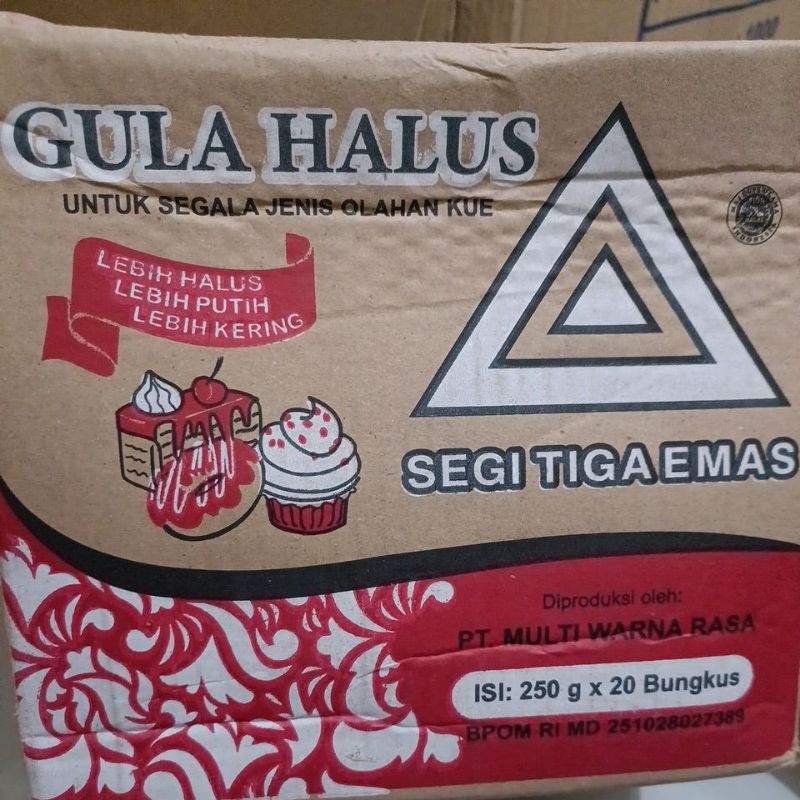 GULA HALUS
UNTUK SEGALA JENIS OLAHAN KUE
LEBIH HALUS
LEBIH PUTIH
LEBIH KERING
SEGI TIGA EMAS
Diproduksi oleh:
PT. MULTI WARNA RASA
ISI: 250 g x 20 Bungkus
BPOM RI MD 251028027389
INDONESIA